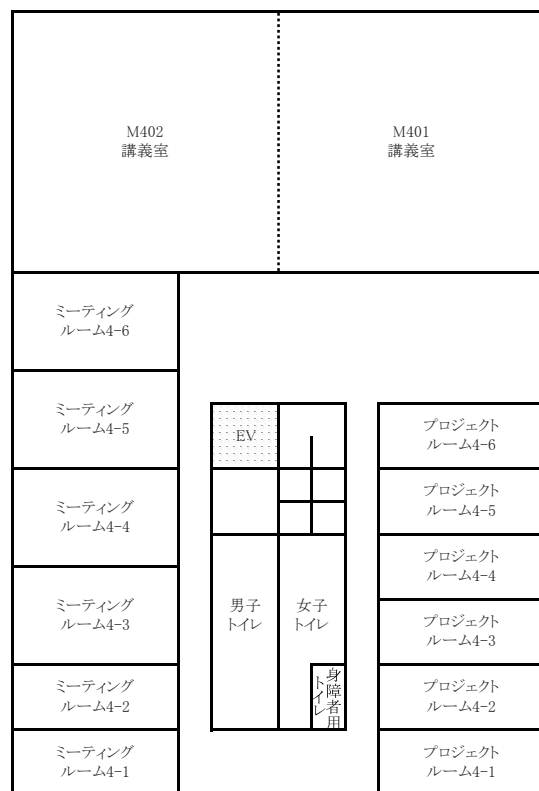 M402
講義室
M401
講義室
ミーティング
ルーム4-6
ミーティング
ルーム4-5
EV
プロジェクト
ルーム4-6
ミーティング
ルーム4-4
プロジェクト
ルーム4-5
プロジェクト
ルーム4-4
ミーティング
ルーム4-3
男子
トイレ
女子
トイレ
プロジェクト
ルーム4-3
ミーティング
ルーム4-2
身障者用
トイレ
プロジェクト
ルーム4-2
ミーティング
ルーム4-1
プロジェクト
ルーム4-1